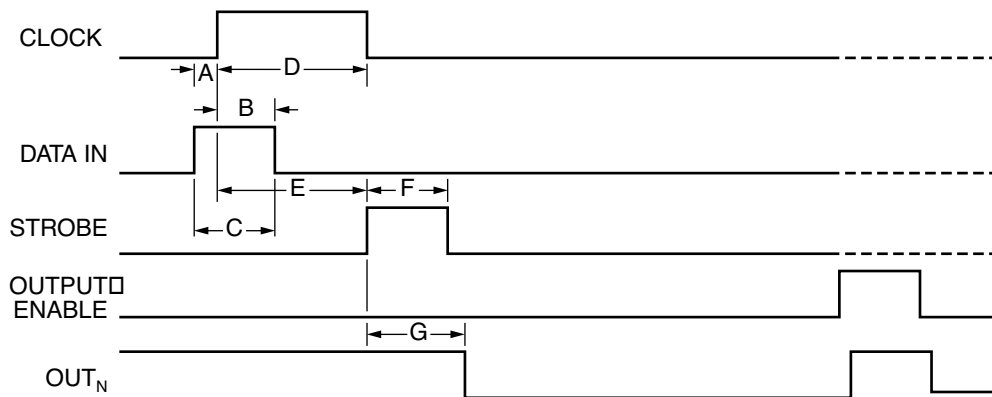 CLOCK
A
D
B
DATA IN
E
F
STROBE
C
OUTPUT□
ENABLE
G
OUTN